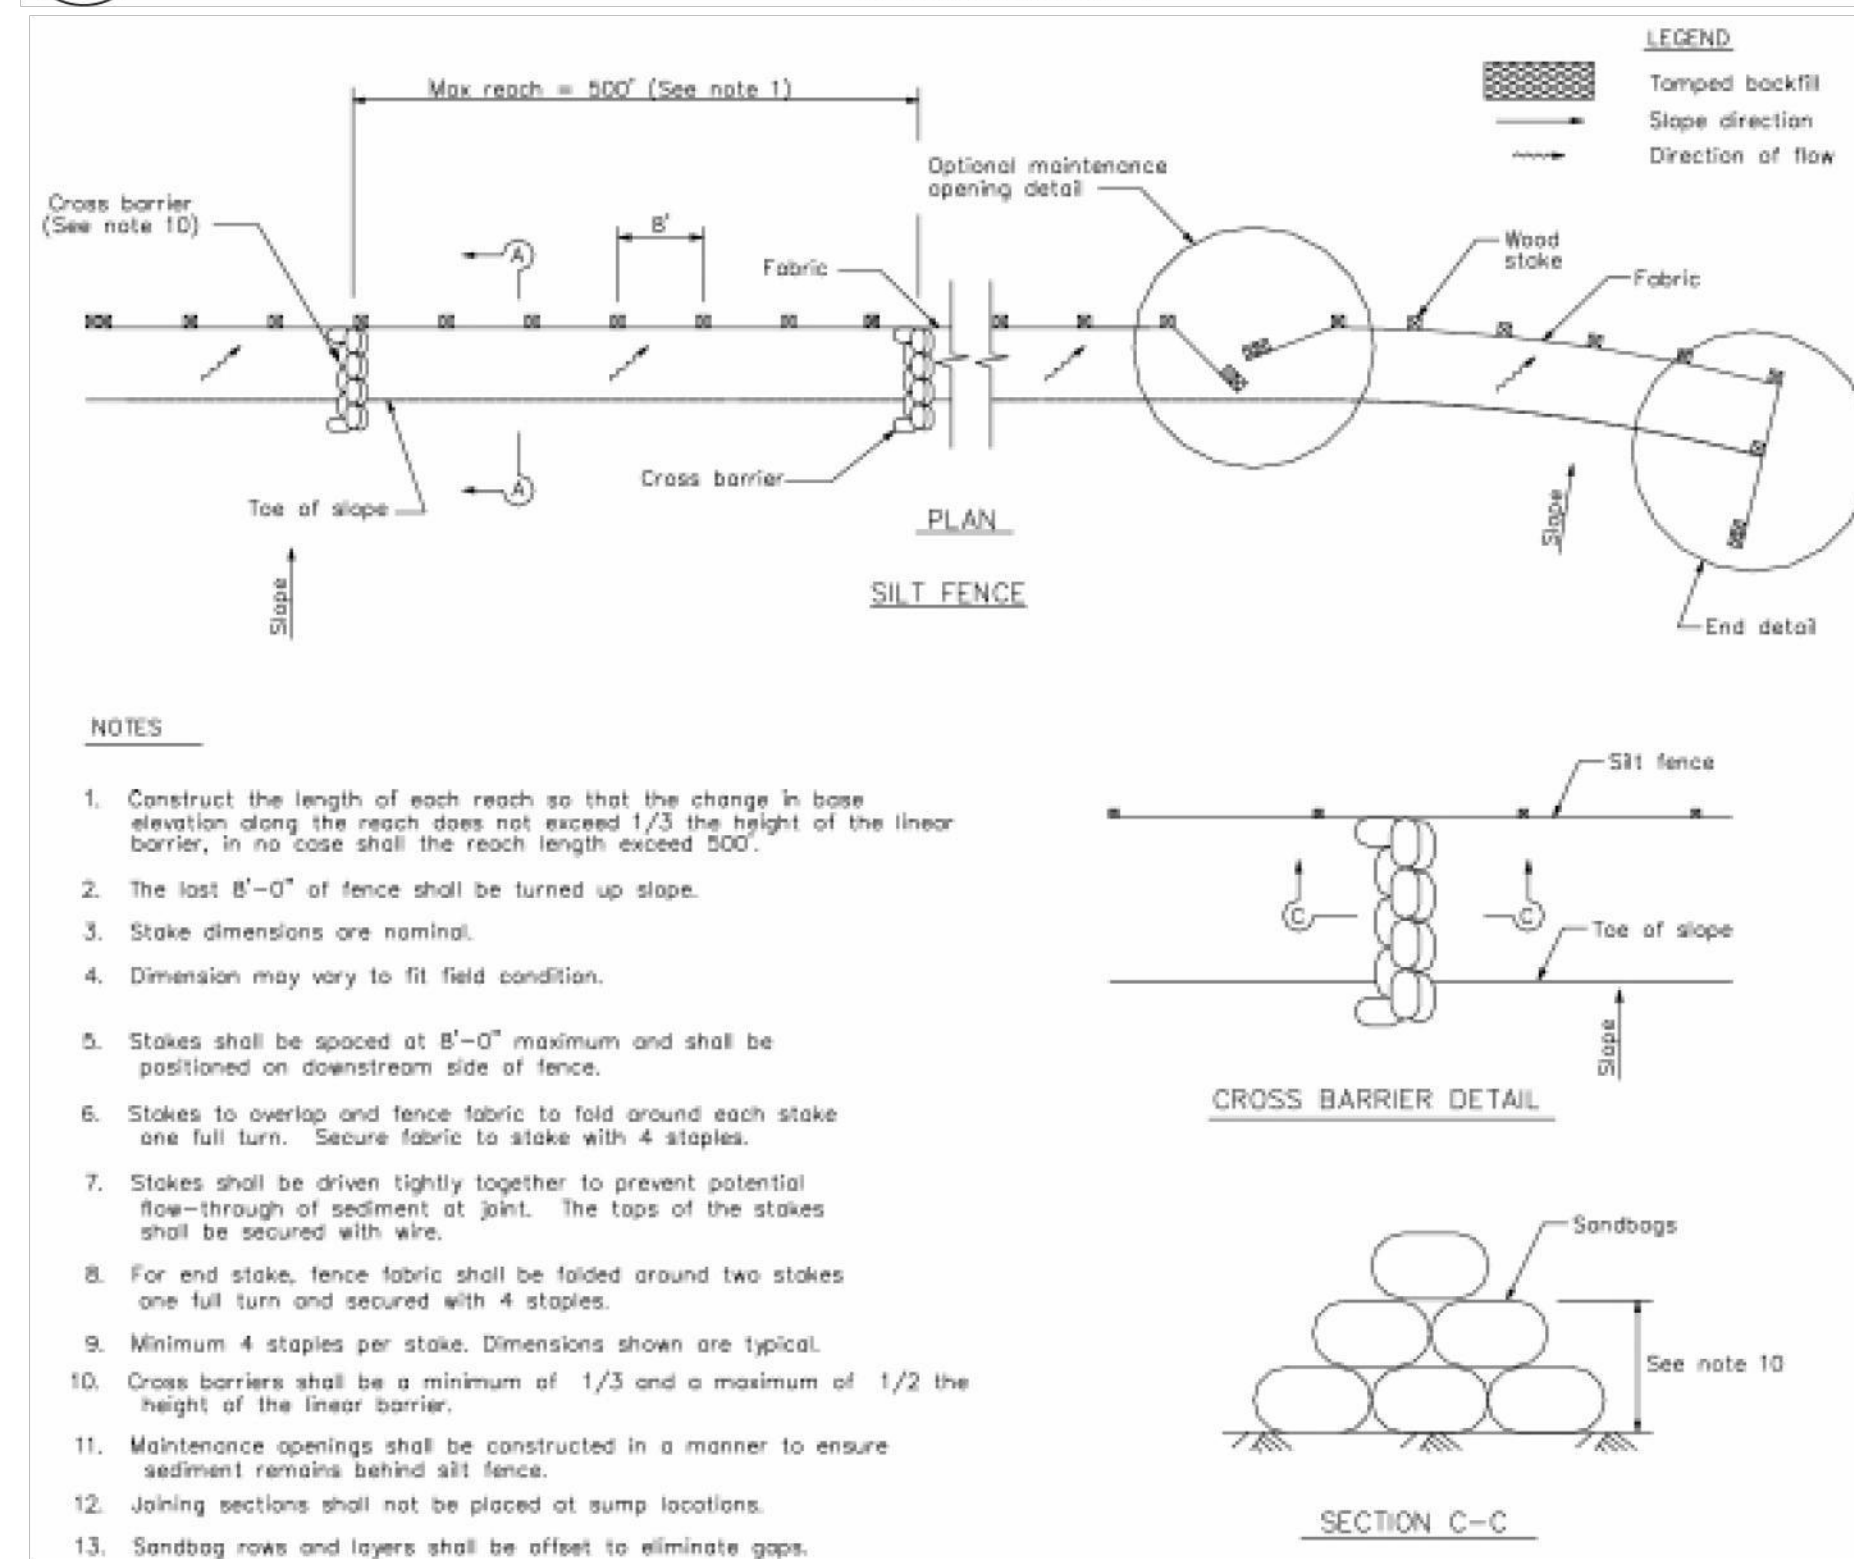 LEGEND
Tamped backfill
Slope direction
Direction of flow
Max reach = 500' (See note 1)
Optional maintenance
opening detail
Cross barrier
(See note 10)
8'
A
Fabric
Wood
stake
Fabric
Cross barrier
A
Toe of slope
PLAN
Slope
Slope
SILT FENCE
End detail
NOTES
1. Construct the length of each reach so that the change in base
elevation along the reach does not exceed 1/3 the height of the linear
barrier, in no case shall the reach length exceed 500'.
2. The last 8'-0" of fence shall be turned up slope.
3. Stake dimensions are nominal.
4. Dimension may vary to fit field condition.
5. Stakes shall be spaced at 8'-0" maximum and shall be
positioned on downstream side of fence.
6. Stakes to overlap and fence fabric to fold around each stake
one full turn. Secure fabric to stake with 4 staples.
7. Stakes shall be driven tightly together to prevent potential
flow-through of sediment at joint. The tops of the stakes
shall be secured with wire.
8. For end stake, fence fabric shall be folded around two stakes
one full turn and secured with 4 staples.
9. Minimum 4 staples per stake. Dimensions shown are typical.
10. Cross barriers shall be a minimum of 1/3 and a maximum of 1/2 the
height of the linear barrier.
11. Maintenance openings shall be constructed in a manner to ensure
sediment remains behind silt fence.
12. Joining sections shall not be placed at sump locations.
13. Sandbag rows and layers shall be offset to eliminate gaps.
Silt fence
C
C
Toe of slope
Slope
CROSS BARRIER DETAIL
Sandbags
See note 10
SECTION C-C